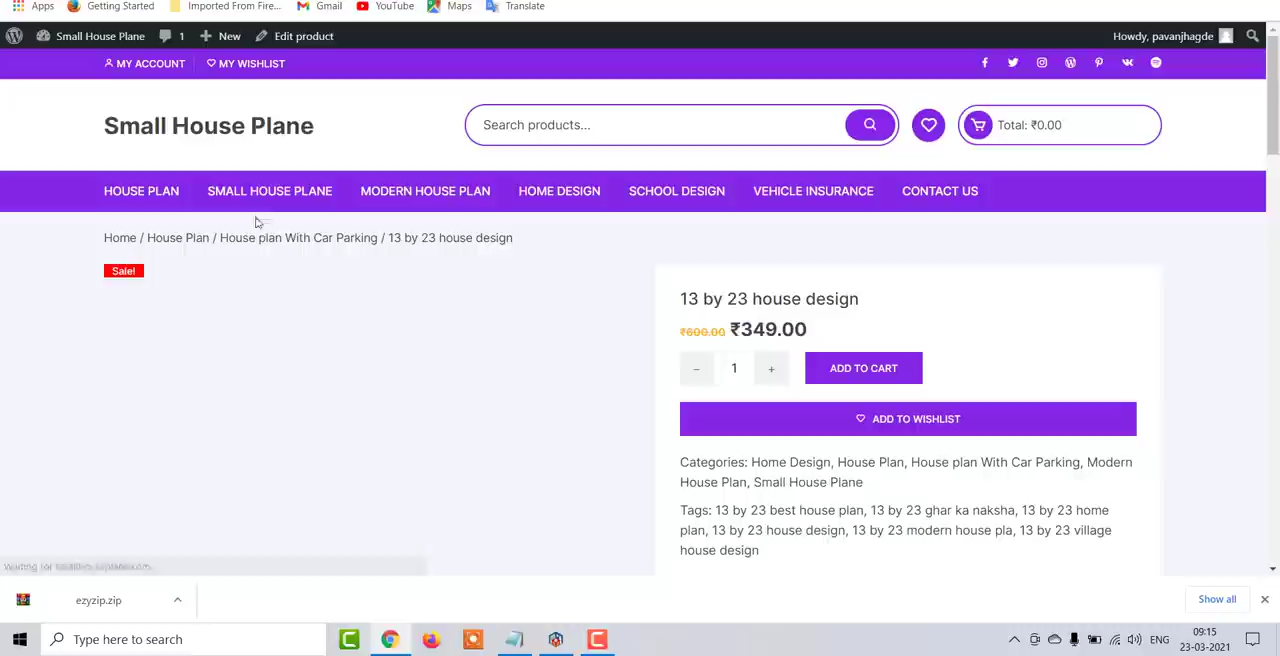 Apps Getting Started Imported From Fire... Gmail YouTube Maps Translate
Small House Plane 1 New Edit product Howdy, pavanjhagde
MY ACCOUNT MY WISHLIST
Small House Plane Search products... Total: ₹0.00
HOUSE PLAN SMALL HOUSE PLANE MODERN HOUSE PLAN HOME DESIGN SCHOOL DESIGN VEHICLE INSURANCE CONTACT US
Home / House Plan / House plan With Car Parking / 13 by 23 house design
Sale!
13 by 23 house design
₹600.00 ₹349.00
− 1 + ADD TO CART
ADD TO WISHLIST
Categories: Home Design, House Plan, House plan With Car Parking, Modern
House Plan, Small House Plane
Tags: 13 by 23 best house plan, 13 by 23 ghar ka naksha, 13 by 23 home
plan, 13 by 23 house design, 13 by 23 modern house pla, 13 by 23 village
house design
Waiting for
ezyzip.zip Show all
Type here to search ENG 09:15
23-03-2021